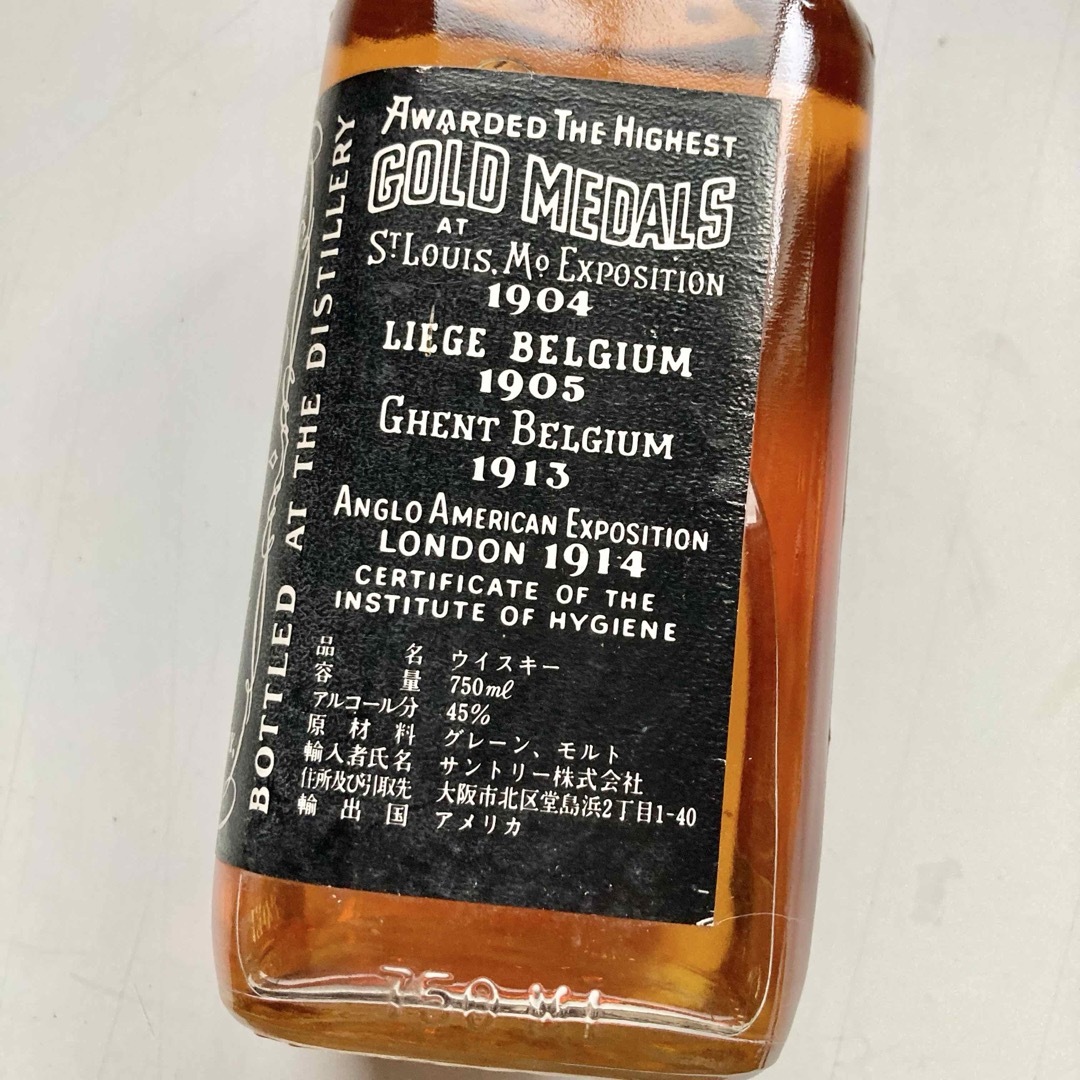 AWARDED THE HIGHEST
GOLD MEDALS
AT
ST LOUIS, MO EXPOSITION
1904
LIEGE BELGIUM
1905
GHENT BELGIUM
1913
ANGLO AMERICAN EXPOSITION
LONDON 1914
CERTIFICATE OF THE
INSTITUTE OF HYGIENE
品名 ウイスキー
容量 750mℓ
アルコール分 45%
原材料 グレーン、モルト
輸入者氏名 サントリー株式会社
住所及び引取先 大阪市北区堂島浜2丁目1-40
輸出国 アメリカ
BOTTLED AT THE DISTILLERY
750 Ml